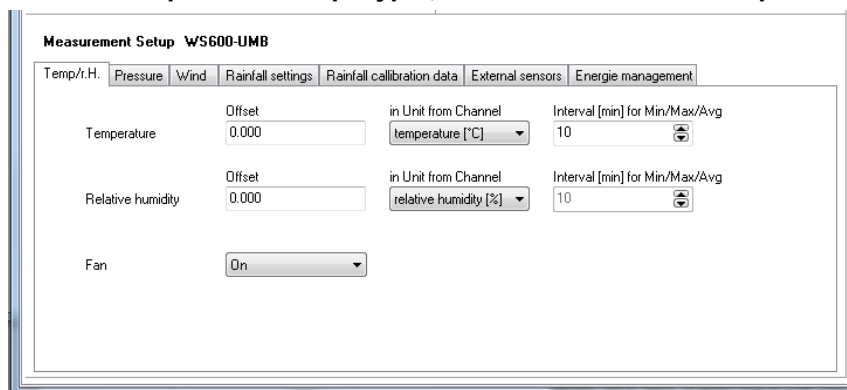 Measurement Setup WS600-UMB
Temp/r.H. Pressure Wind Rainfall settings Rainfall callibration data External sensors Energie management
Offset in Unit from Channel Interval [min] for Min/Max/Avg
Temperature 0.000 temperature [°C] 10
Offset in Unit from Channel Interval [min] for Min/Max/Avg
Relative humidity 0.000 relative humidity [%] 10
Fan On